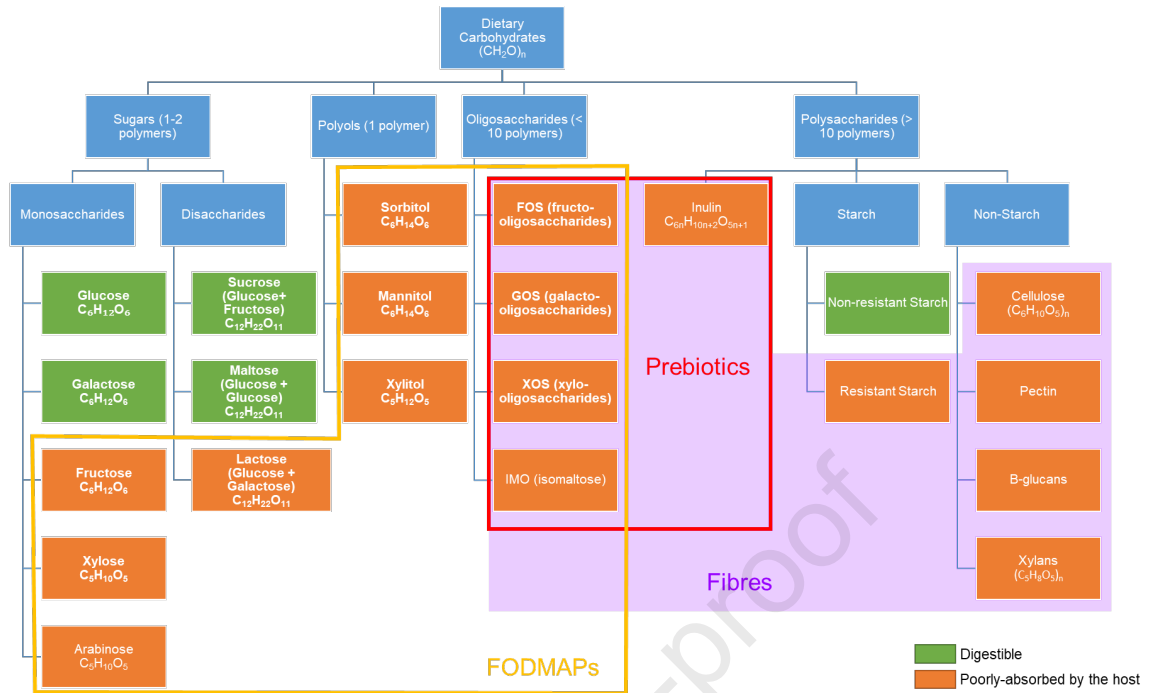 Dietary
Carbohydrates
(CH₂O)ₙ
Sugars (1-2
polymers)
Polyols (1 polymer)
Oligosaccharides (<
10 polymers)
Polysaccharides (>
10 polymers)
Monosaccharides
Disaccharides
Sorbitol
C₆H₁₄O₆
FOS (fructo-
oligosaccharides)
Inulin
C₆ₙH₁₀ₙ₊₂O₅ₙ₊₁
Starch
Non-Starch
Glucose
C₆H₁₂O₆
Sucrose
(Glucose+
Fructose)
C₁₂H₂₂O₁₁
Mannitol
C₆H₁₄O₆
GOS (galacto-
oligosaccharides)
Non-resistant Starch
Cellulose
(C₆H₁₀O₅)ₙ
Galactose
C₆H₁₂O₆
Maltose
(Glucose +
Glucose)
C₁₂H₂₂O₁₁
Xylitol
C₅H₁₂O₅
XOS (xylo-
oligosaccharides)
Prebiotics
Resistant Starch
Pectin
Fructose
C₆H₁₂O₆
Lactose
(Glucose +
Galactose)
C₁₂H₂₂O₁₁
IMO (isomaltose)
B-glucans
Xylose
C₅H₁₀O₅
Fibres
Xylans
(C₅H₈O₅)ₙ
Arabinose
C₅H₁₀O₅
FODMAPs
proof
Digestible
Poorly-absorbed by the host